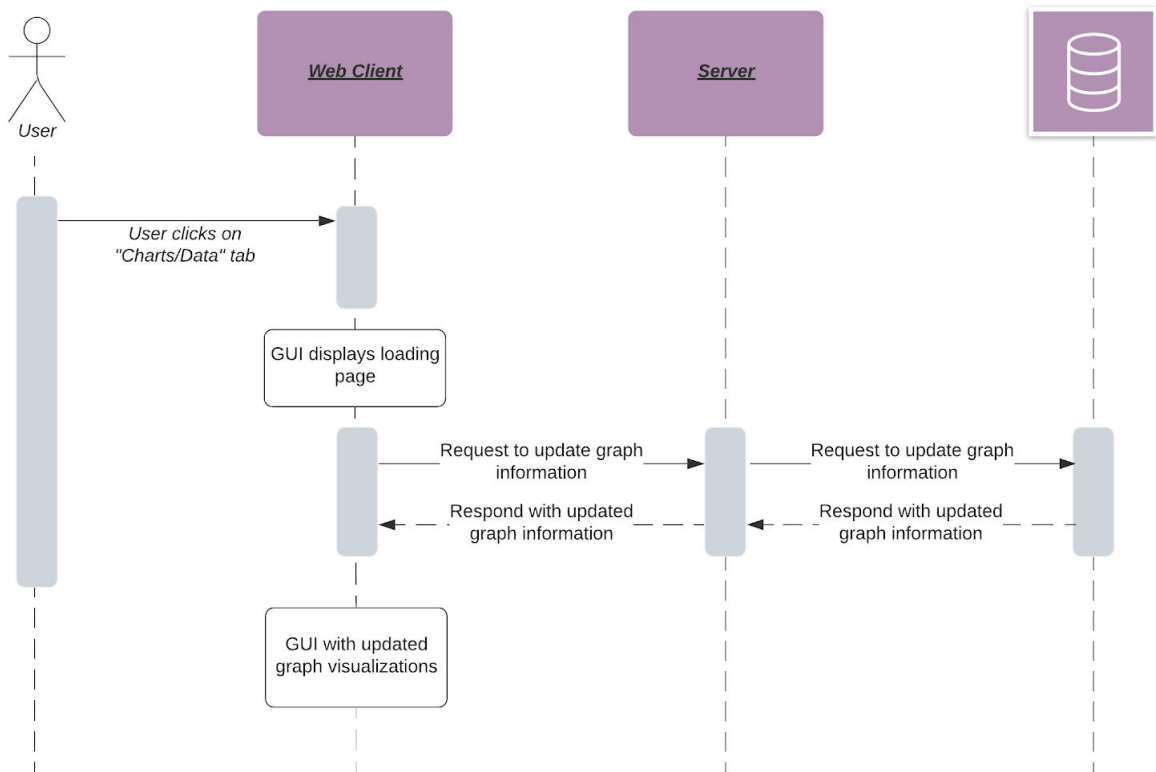 Web Client
Server
User
User clicks on
"Charts/Data" tab
GUI displays loading
page
Request to update graph
information
Request to update graph
information
Respond with updated
graph information
Respond with updated
graph information
GUI with updated
graph visualizations